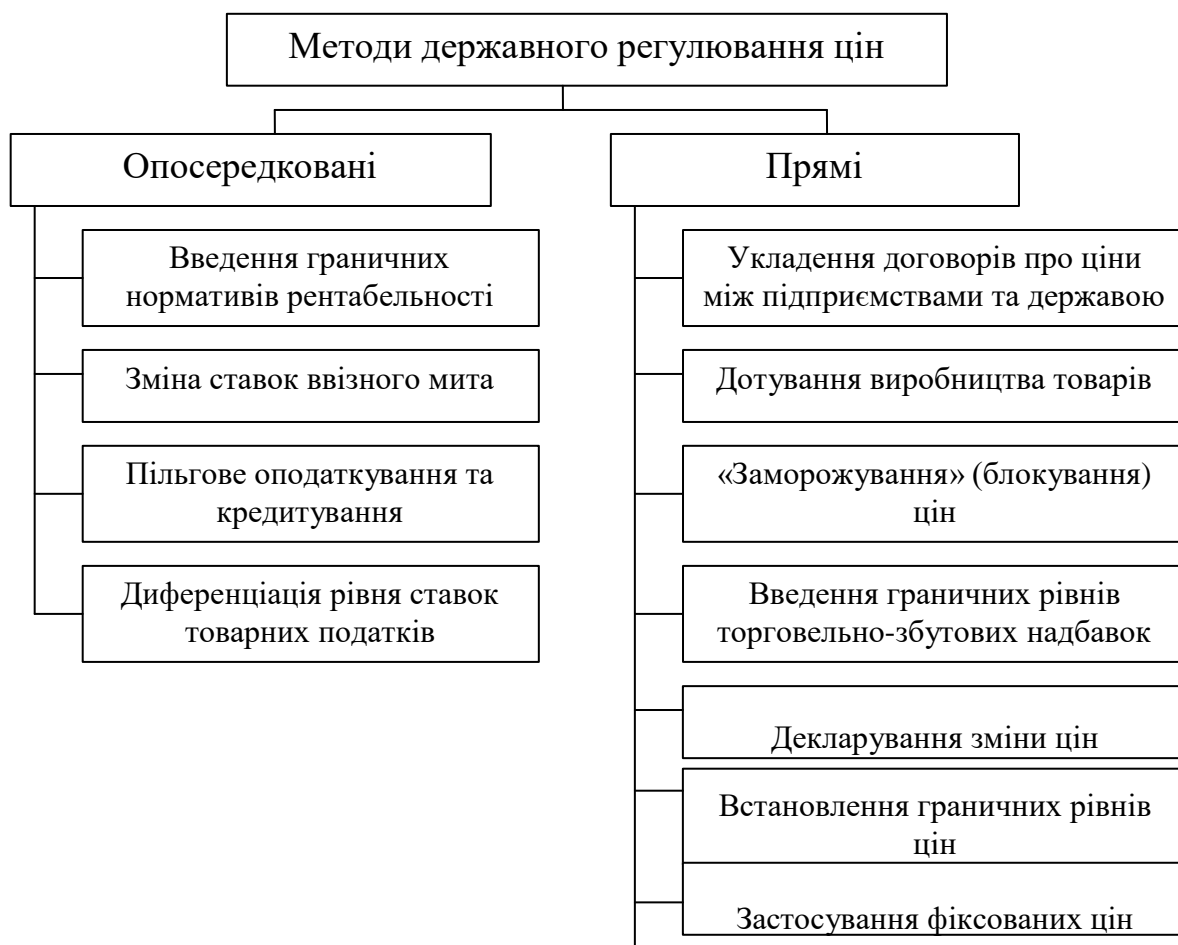 Методи державного регулювання цін
Опосередковані
Введення граничних
нормативів рентабельності
Зміна ставок ввізного мита
Пільгове оподаткування та
кредитування
Диференціація рівня ставок
товарних податків
Прямі
Укладення договорів про ціни
між підприємствами та державою
Дотування виробництва товарів
«Заморожування» (блокування)
цін
Введення граничних рівнів
торговельно-збутових надбавок
Декларування зміни цін
Встановлення граничних рівнів
цін
Застосування фіксованих цін